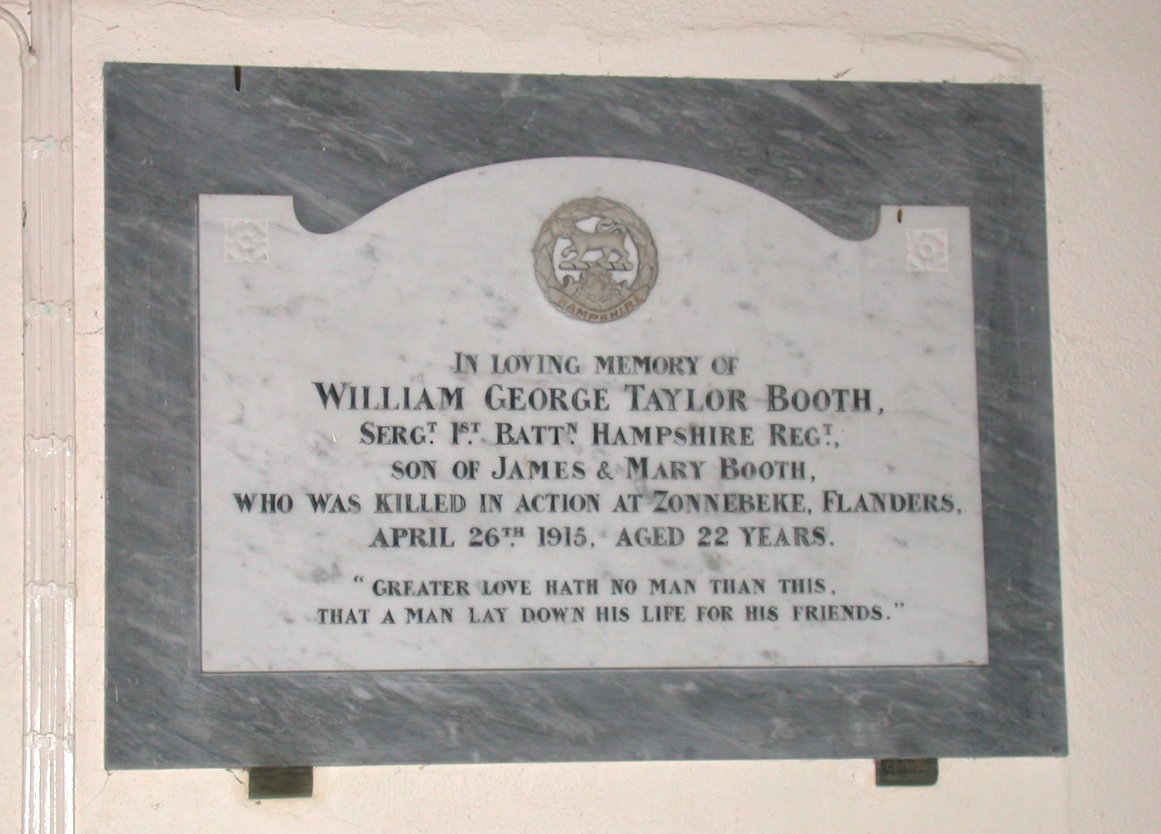 HAMPSHIRE
IN LOVING MEMORY OF
WILLIAM GEORGE TAYLOR BOOTH,
SERGT. 1ST. BATTN. HAMPSHIRE REGT.,
SON OF JAMES & MARY BOOTH,
WHO WAS KILLED IN ACTION AT ZONNEBEKE, FLANDERS,
APRIL 26TH. 1915, AGED 22 YEARS.
"GREATER LOVE HATH NO MAN THAN THIS,
THAT A MAN LAY DOWN HIS LIFE FOR HIS FRIENDS."